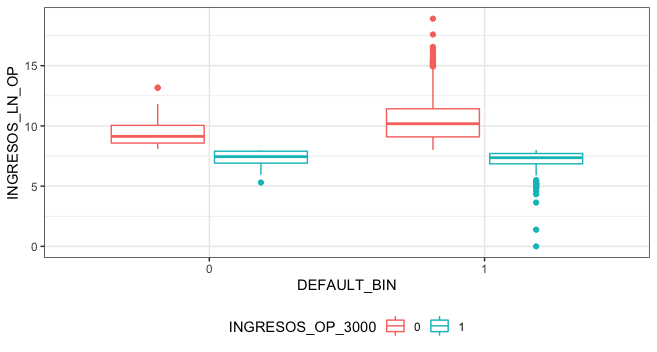 INGRESOS_LN_OP
15
10
5
0
0 1
DEFAULT_BIN
INGRESOS_OP_3000 0 1